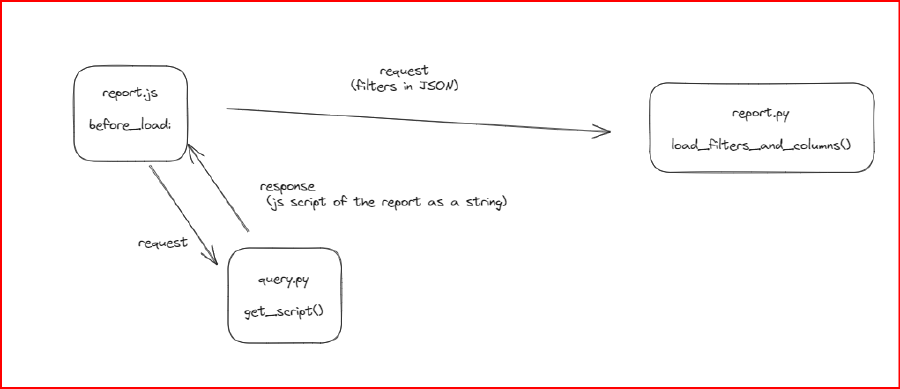 report.js
before_load:
request
(filters in JSON)
report.py
load_filters_and_columns()
response
(js script of the report as a string)
request
query.py
get_script()